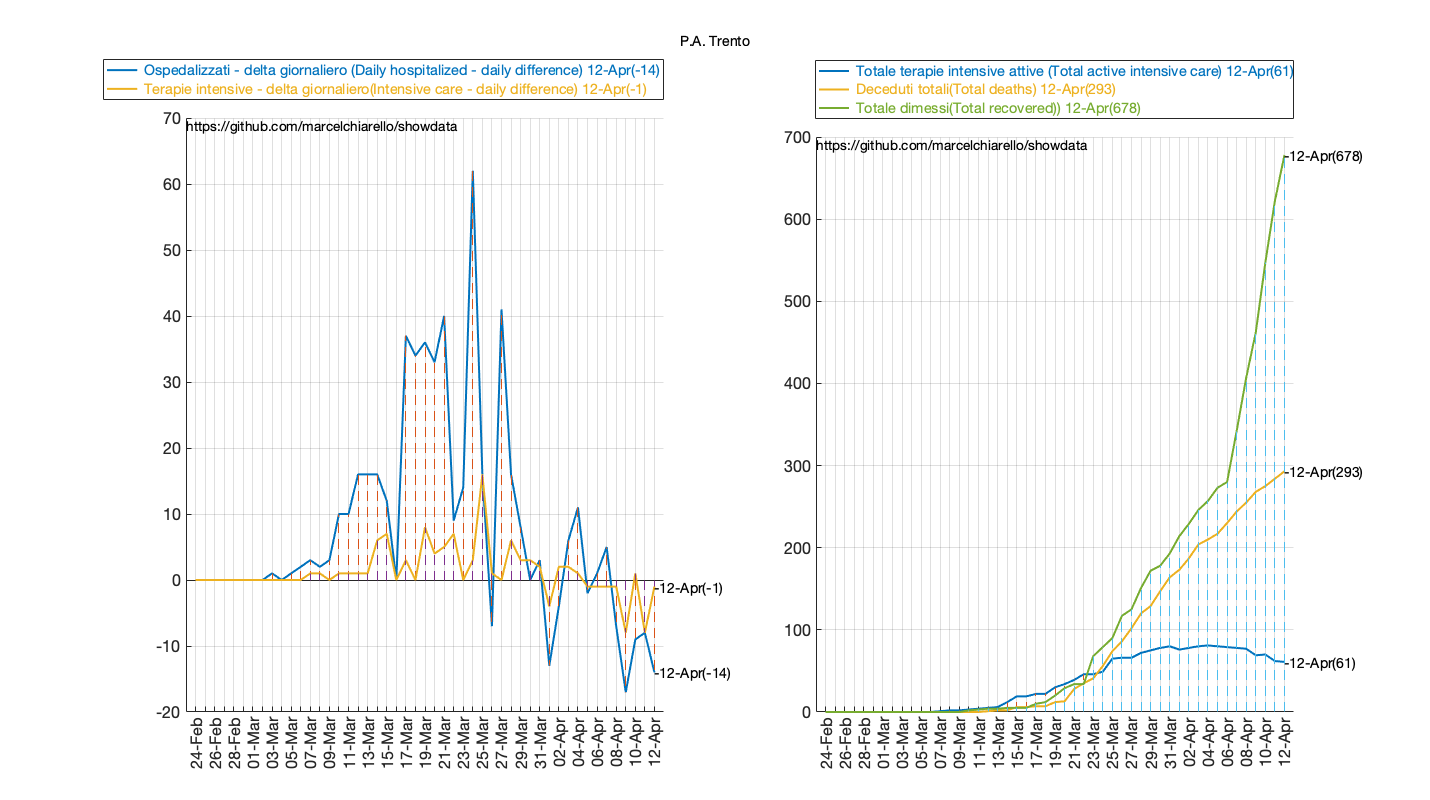 P.A. Trento
Ospedalizzati - delta giornaliero (Daily hospitalized - daily difference) 12-Apr(-14)
Terapie intensive - delta giornaliero(Intensive care - daily difference) 12-Apr(-1)
https://github.com/marcelchiarello/showdata
70
60
50
40
30
20
10
0
-10
-20
12-Apr(-1)
12-Apr(-14)
24-Feb
26-Feb
28-Feb
01-Mar
03-Mar
05-Mar
07-Mar
09-Mar
11-Mar
13-Mar
15-Mar
17-Mar
19-Mar
21-Mar
23-Mar
25-Mar
27-Mar
29-Mar
31-Mar
02-Apr
04-Apr
06-Apr
08-Apr
10-Apr
12-Apr
Totale terapie intensive attive (Total active intensive care) 12-Apr(61)
Deceduti totali(Total deaths) 12-Apr(293)
Totale dimessi(Total recovered)) 12-Apr(678)
https://github.com/marcelchiarello/showdata
700
600
500
400
300
200
100
0
12-Apr(678)
12-Apr(293)
12-Apr(61)
24-Feb
26-Feb
28-Feb
01-Mar
03-Mar
05-Mar
07-Mar
09-Mar
11-Mar
13-Mar
15-Mar
17-Mar
19-Mar
21-Mar
23-Mar
25-Mar
27-Mar
29-Mar
31-Mar
02-Apr
04-Apr
06-Apr
08-Apr
10-Apr
12-Apr